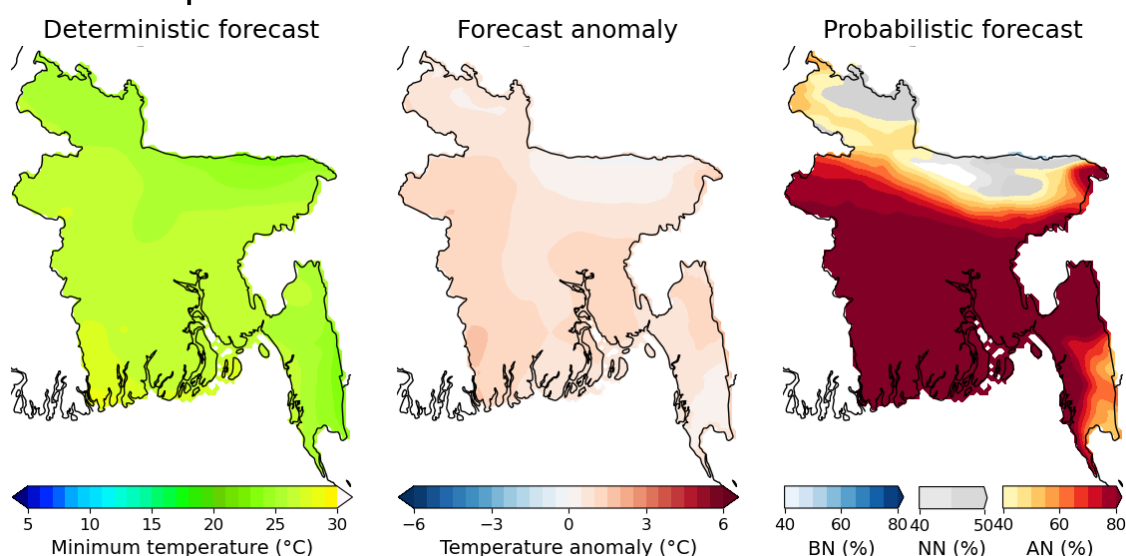 Deterministic forecast
Forecast anomaly
Probabilistic forecast
5 10 15 20 25 30
−6 −3 0 3 6
40 60 80
40 50
40 60 80
Minimum temperature (°C)
Temperature anomaly (°C)
BN (%)
NN (%)
AN (%)